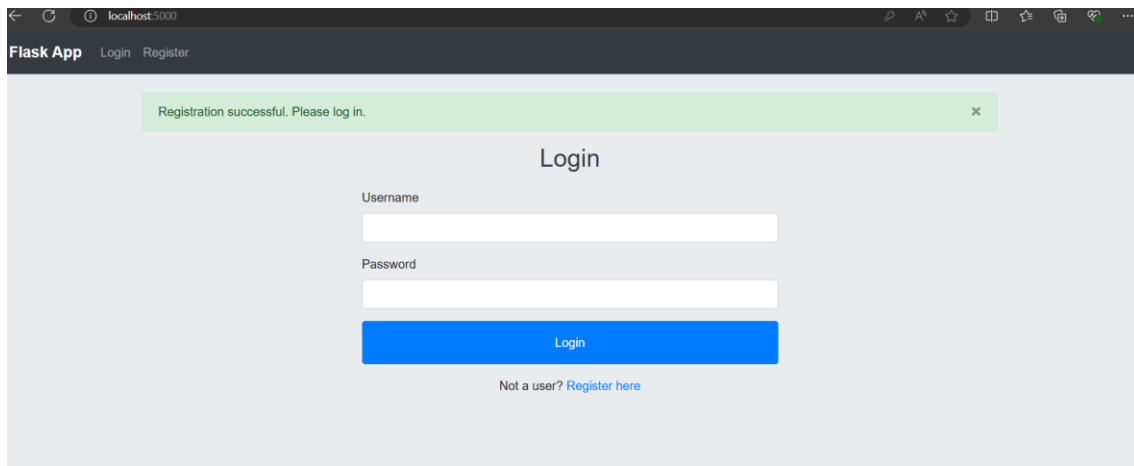 localhost:5000
Flask App Login Register
Registration successful. Please log in. ×
Login
Username
Password
Login
Not a user? Register here